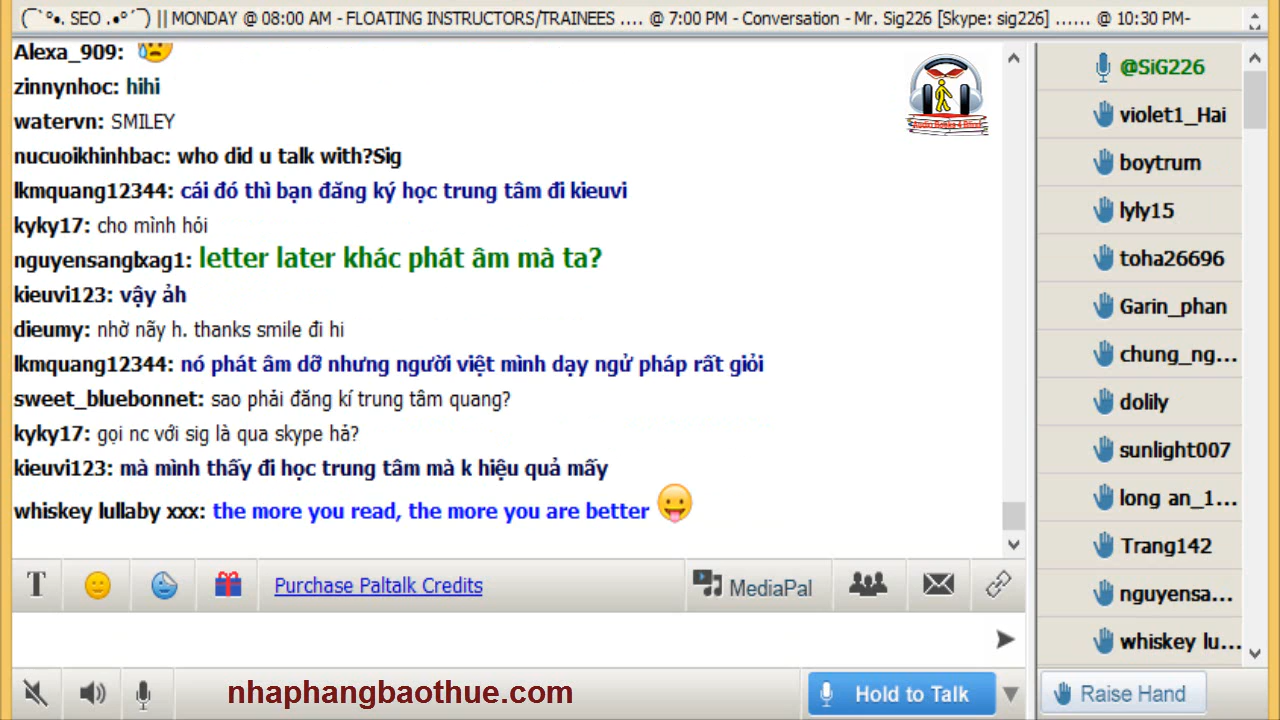 (¯`°•. SEO .•°´¯) || MONDAY @ 08:00 AM - FLOATING INSTRUCTORS/TRAINEES .... @ 7:00 PM - Conversation - Mr. Sig226 [Skype: sig226] ...... @ 10:30 PM-
Alexa_909:
zinnynhoc: hihi
watervn: SMILEY
nucuoikhinhbac: who did u talk with?Sig
lkmquang12344: cái đó thì bạn đăng ký học trung tâm đi kieuvi
kyky17: cho mình hỏi
nguyensanglxag1: letter later khác phát âm mà ta?
kieuvi123: vậy ảh
dieumy: nhờ nãy h. thanks smile đi hi
lkmquang12344: nó phát âm dỡ nhưng người việt mình dạy ngử pháp rất giỏi
sweet_bluebonnet: sao phải đăng kí trung tâm quang?
kyky17: gọi nc với sig là qua skype hả?
kieuvi123: mà mình thấy đi học trung tâm mà k hiệu quả mấy
whiskey lullaby xxx: the more you read, the more you are better
T
Purchase Paltalk Credits
MediaPal
nhaphangbaothue.com
Hold to Talk
@SiG226
violet1_Hai
boytrum
lyly15
toha26696
Garin_phan
chung_ng...
dolily
sunlight007
long an_1...
Trang142
nguyensa...
whiskey lu...
Raise Hand